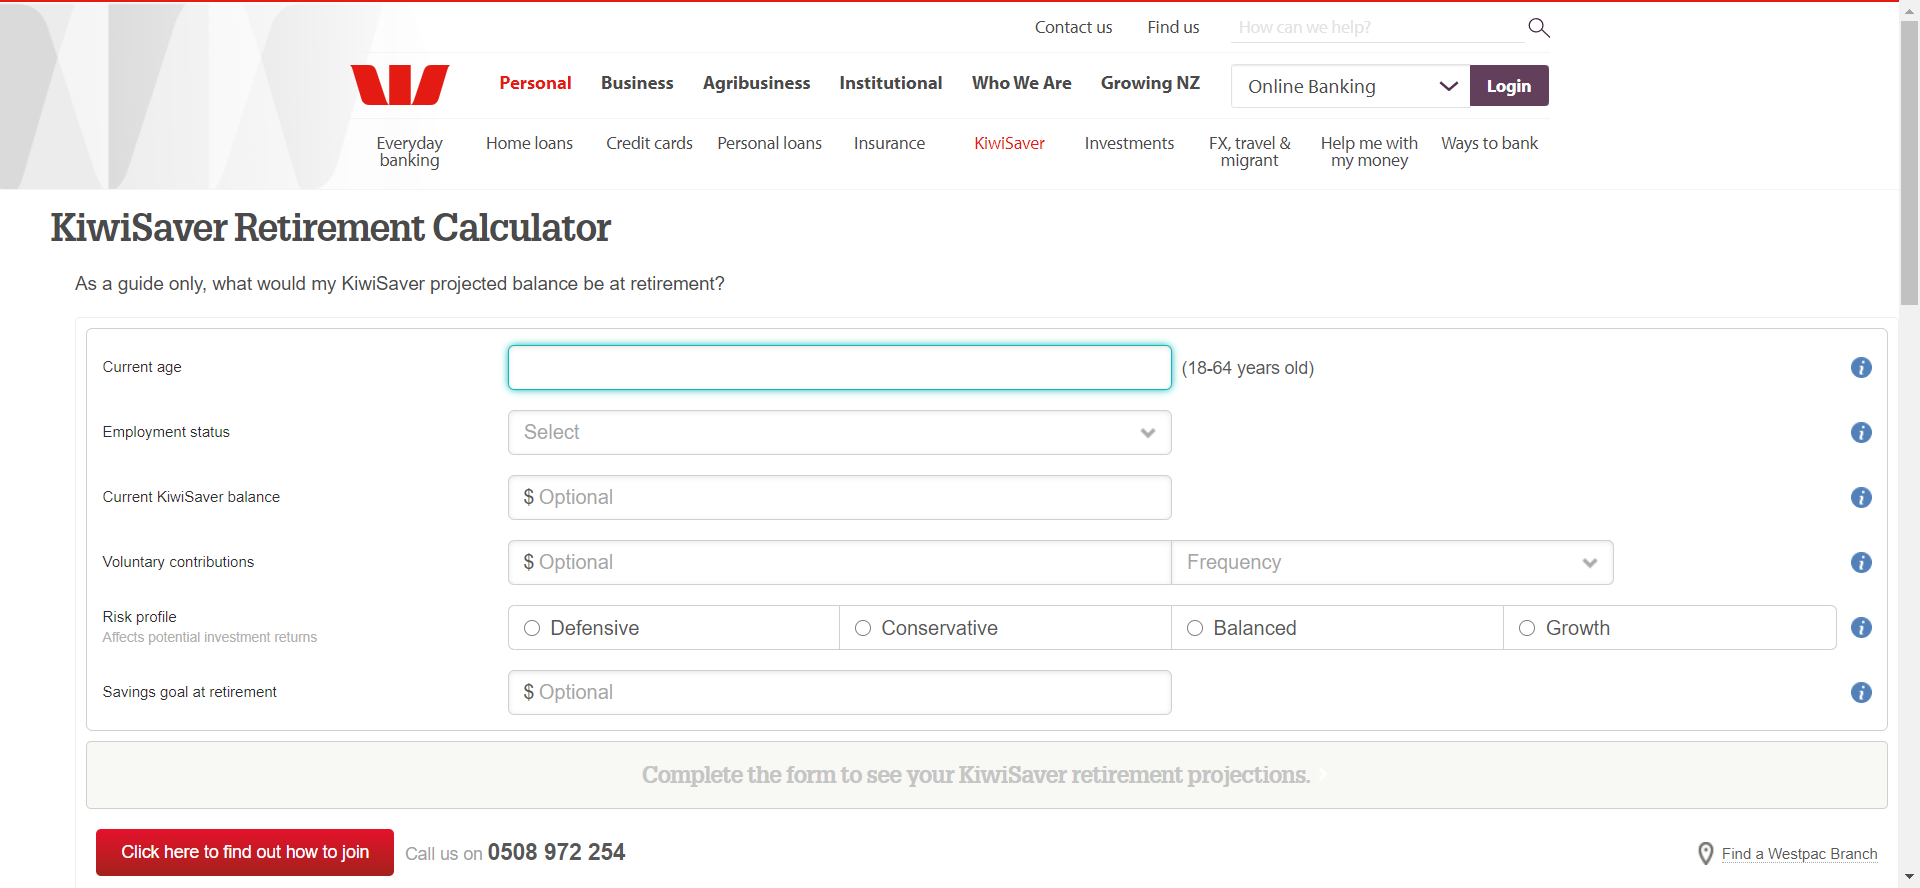 Contact us
Find us
How can we help?
Personal
Business
Agribusiness
Institutional
Who We Are
Growing NZ
Online Banking
Login
Everyday
banking
Home loans
Credit cards
Personal loans
Insurance
KiwiSaver
Investments
FX, travel &
migrant
Help me with
my money
Ways to bank
KiwiSaver Retirement Calculator
As a guide only, what would my KiwiSaver projected balance be at retirement?
Current age
(18-64 years old)
Employment status
Select
Current KiwiSaver balance
$ Optional
Voluntary contributions
$ Optional
Frequency
Risk profile
Affects potential investment returns
Defensive
Conservative
Balanced
Growth
Savings goal at retirement
$ Optional
Complete the form to see your KiwiSaver retirement projections.
Click here to find out how to join
Call us on 0508 972 254
Find a Westpac Branch